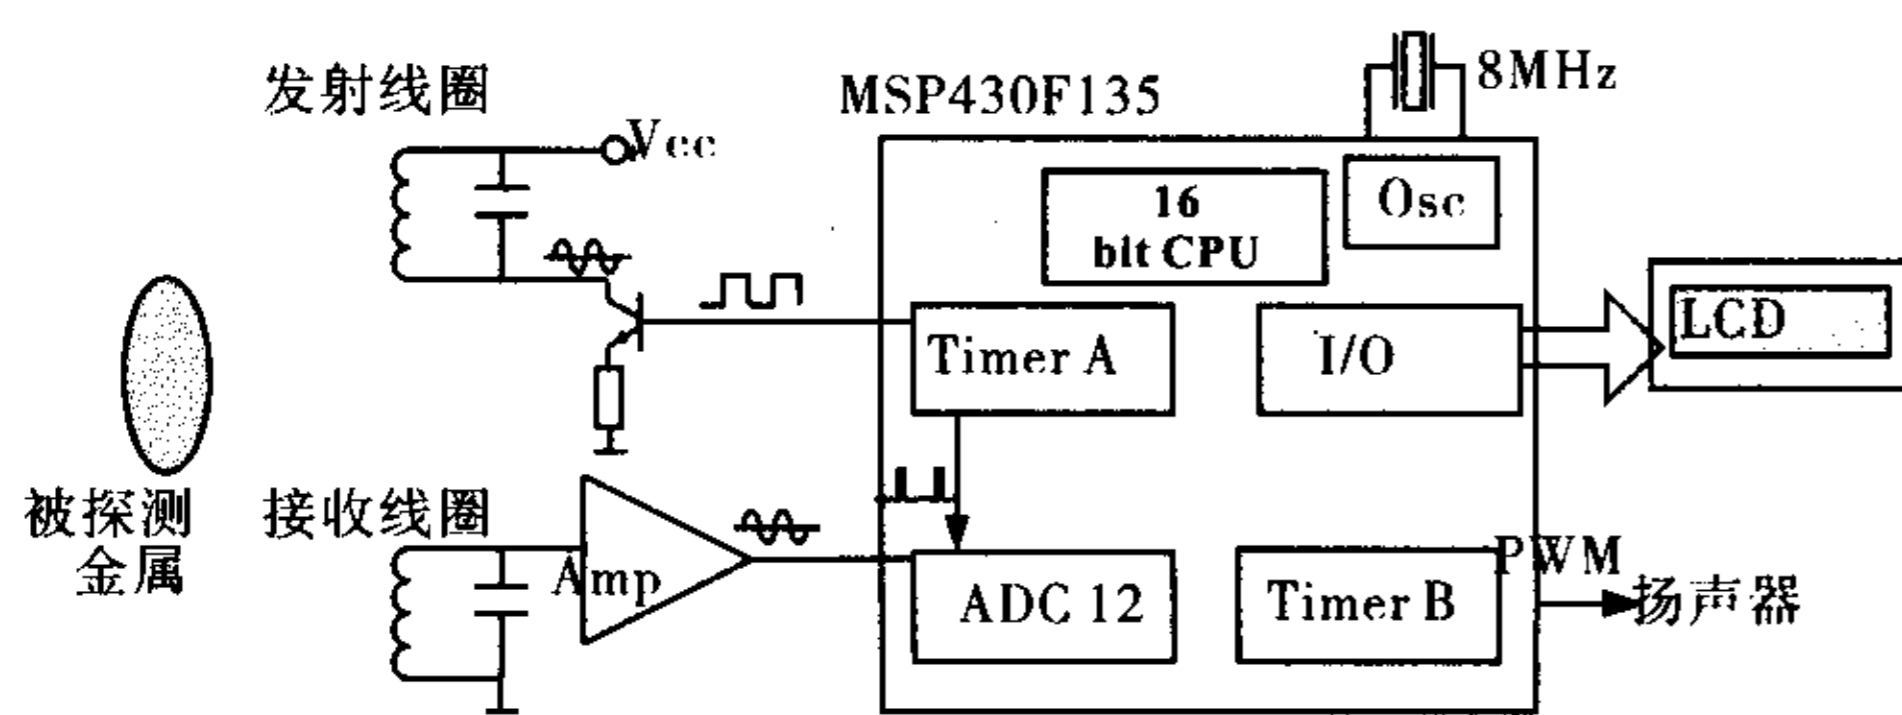 发射线圈
Vcc
MSP430F135
8MHz
16
bit CPU
Osc
Timer A
I/O
LCD
被探测
金属
接收线圈
Amp
ADC 12
Timer B
PWM
扬声器